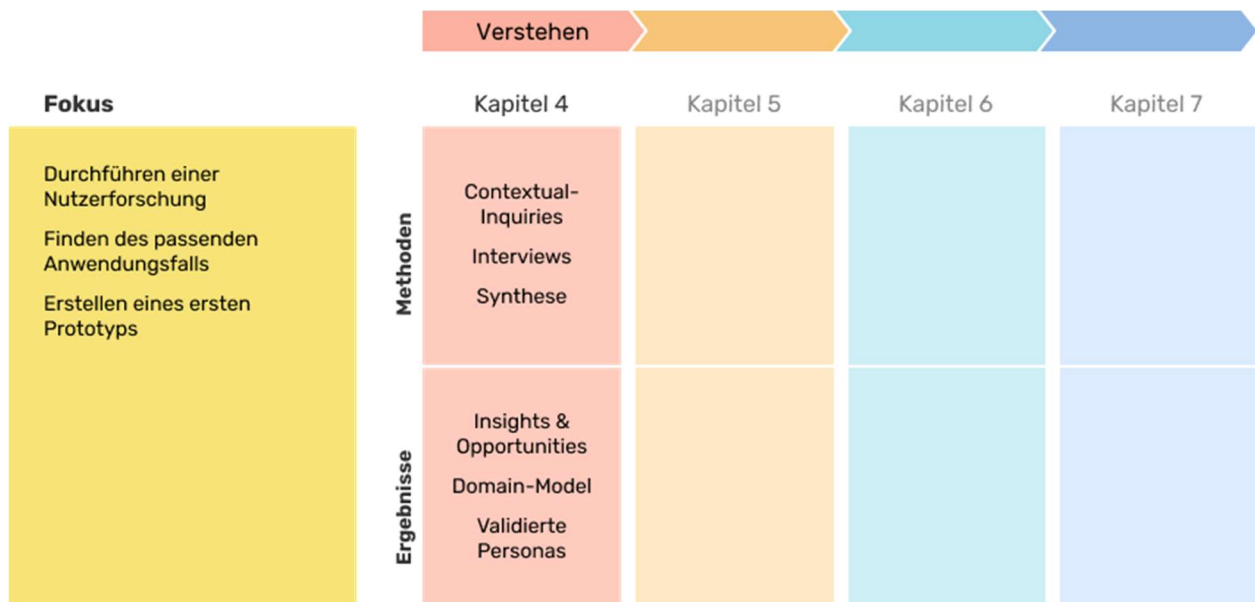 Verstehen
Fokus
Kapitel 4
Kapitel 5
Kapitel 6
Kapitel 7
Durchführen einer
Nutzerforschung
Finden des passenden
Anwendungsfalls
Erstellen eines ersten
Prototyps
Methoden
Contextual-
Inquiries
Interviews
Synthese
Ergebnisse
Insights &
Opportunities
Domain-Model
Validierte
Personas